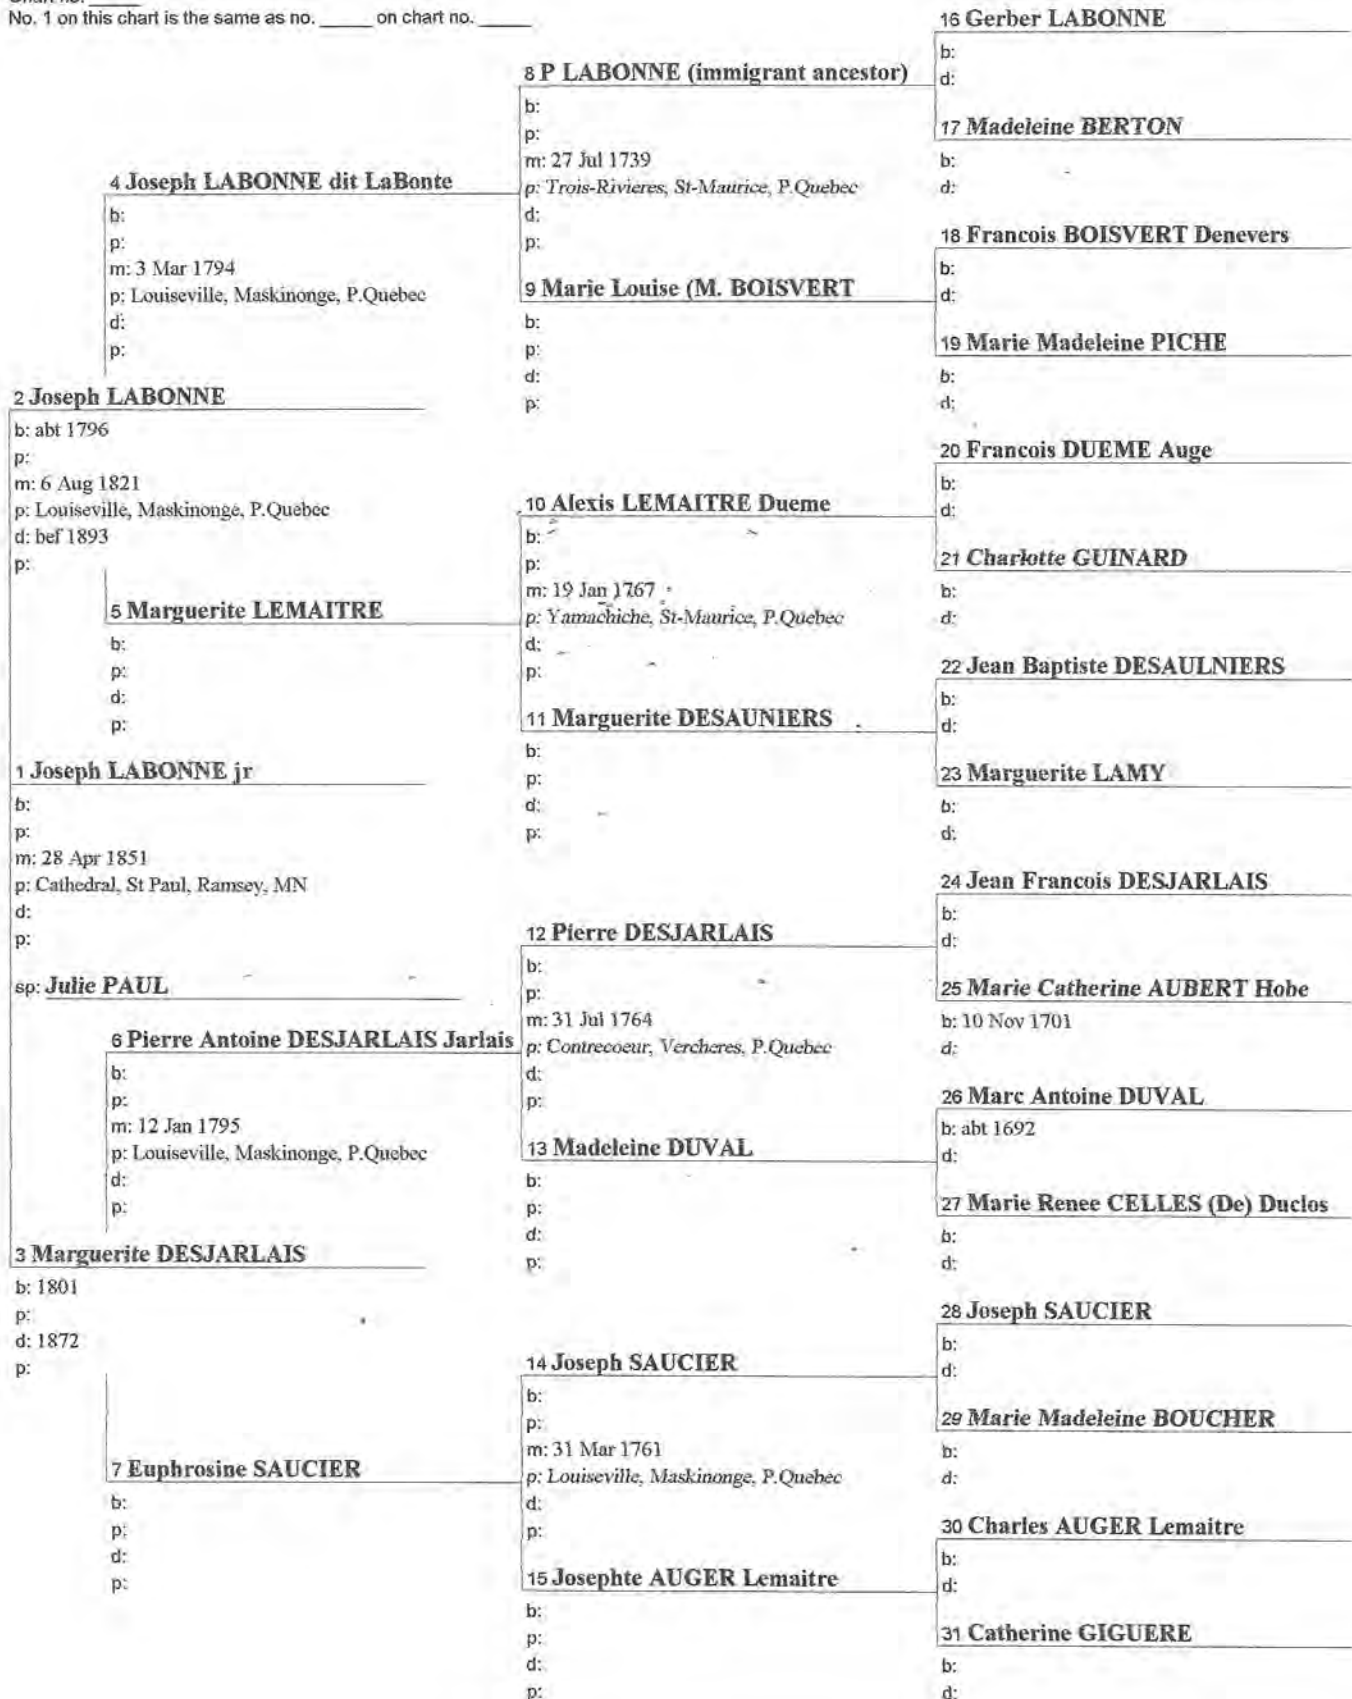 No. 1 on this chart is the same as no. _____ on chart no. _____
16 Gerber LABONNE
b:
d:
8 P LABONNE (immigrant ancestor)
b:
p:
m: 27 Jul 1739
p: Trois-Rivieres, St-Maurice, P.Quebec
d:
p:
17 Madeleine BERTON
b:
d:
4 Joseph LABONNE dit LaBonte
b:
p:
m: 3 Mar 1794
p: Louiseville, Maskinonge, P.Quebec
d:
p:
18 Francois BOISVERT Denevers
b:
d:
9 Marie Louise (M. BOISVERT
b:
p:
d:
p:
19 Marie Madeleine PICHE
b:
d:
2 Joseph LABONNE
b: abt 1796
p:
m: 6 Aug 1821
p: Louiseville, Maskinonge, P.Quebec
d: bef 1893
p:
20 Francois DUEME Auge
b:
d:
10 Alexis LEMAITRE Dueme
b:
p:
m: 19 Jan 1767
p: Yamachiche, St-Maurice, P.Quebec
d:
p:
21 Charlotte GUINARD
b:
d:
5 Marguerite LEMAITRE
b:
p:
d:
p:
22 Jean Baptiste DESAULNIERS
b:
d:
11 Marguerite DESAUNIERS
b:
p:
d:
p:
23 Marguerite LAMY
b:
d:
1 Joseph LABONNE jr
b:
p:
m: 28 Apr 1851
p: Cathedral, St Paul, Ramsey, MN
d:
p:
sp: Julie PAUL
24 Jean Francois DESJARLAIS
b:
d:
12 Pierre DESJARLAIS
b:
p:
m: 31 Jul 1764
p: Contrecoeur, Vercheres, P.Quebec
d:
p:
25 Marie Catherine AUBERT Hobe
b: 10 Nov 1701
d:
6 Pierre Antoine DESJARLAIS Jarlais
b:
p:
m: 12 Jan 1795
p: Louiseville, Maskinonge, P.Quebec
d:
p:
26 Marc Antoine DUVAL
b: abt 1692
d:
13 Madeleine DUVAL
b:
p:
d:
p:
27 Marie Renee CELLES (De) Duclos
b:
d:
3 Marguerite DESJARLAIS
b: 1801
p:
d: 1872
p:
28 Joseph SAUCIER
b:
d:
14 Joseph SAUCIER
b:
p:
m: 31 Mar 1761
p: Louiseville, Maskinonge, P.Quebec
d:
p:
29 Marie Madeleine BOUCHER
b:
d:
7 Euphrosine SAUCIER
b:
p:
d:
p:
30 Charles AUGER Lemaitre
b:
d:
15 Josephte AUGER Lemaitre
b:
p:
d:
p:
31 Catherine GIGUERE
b:
d: